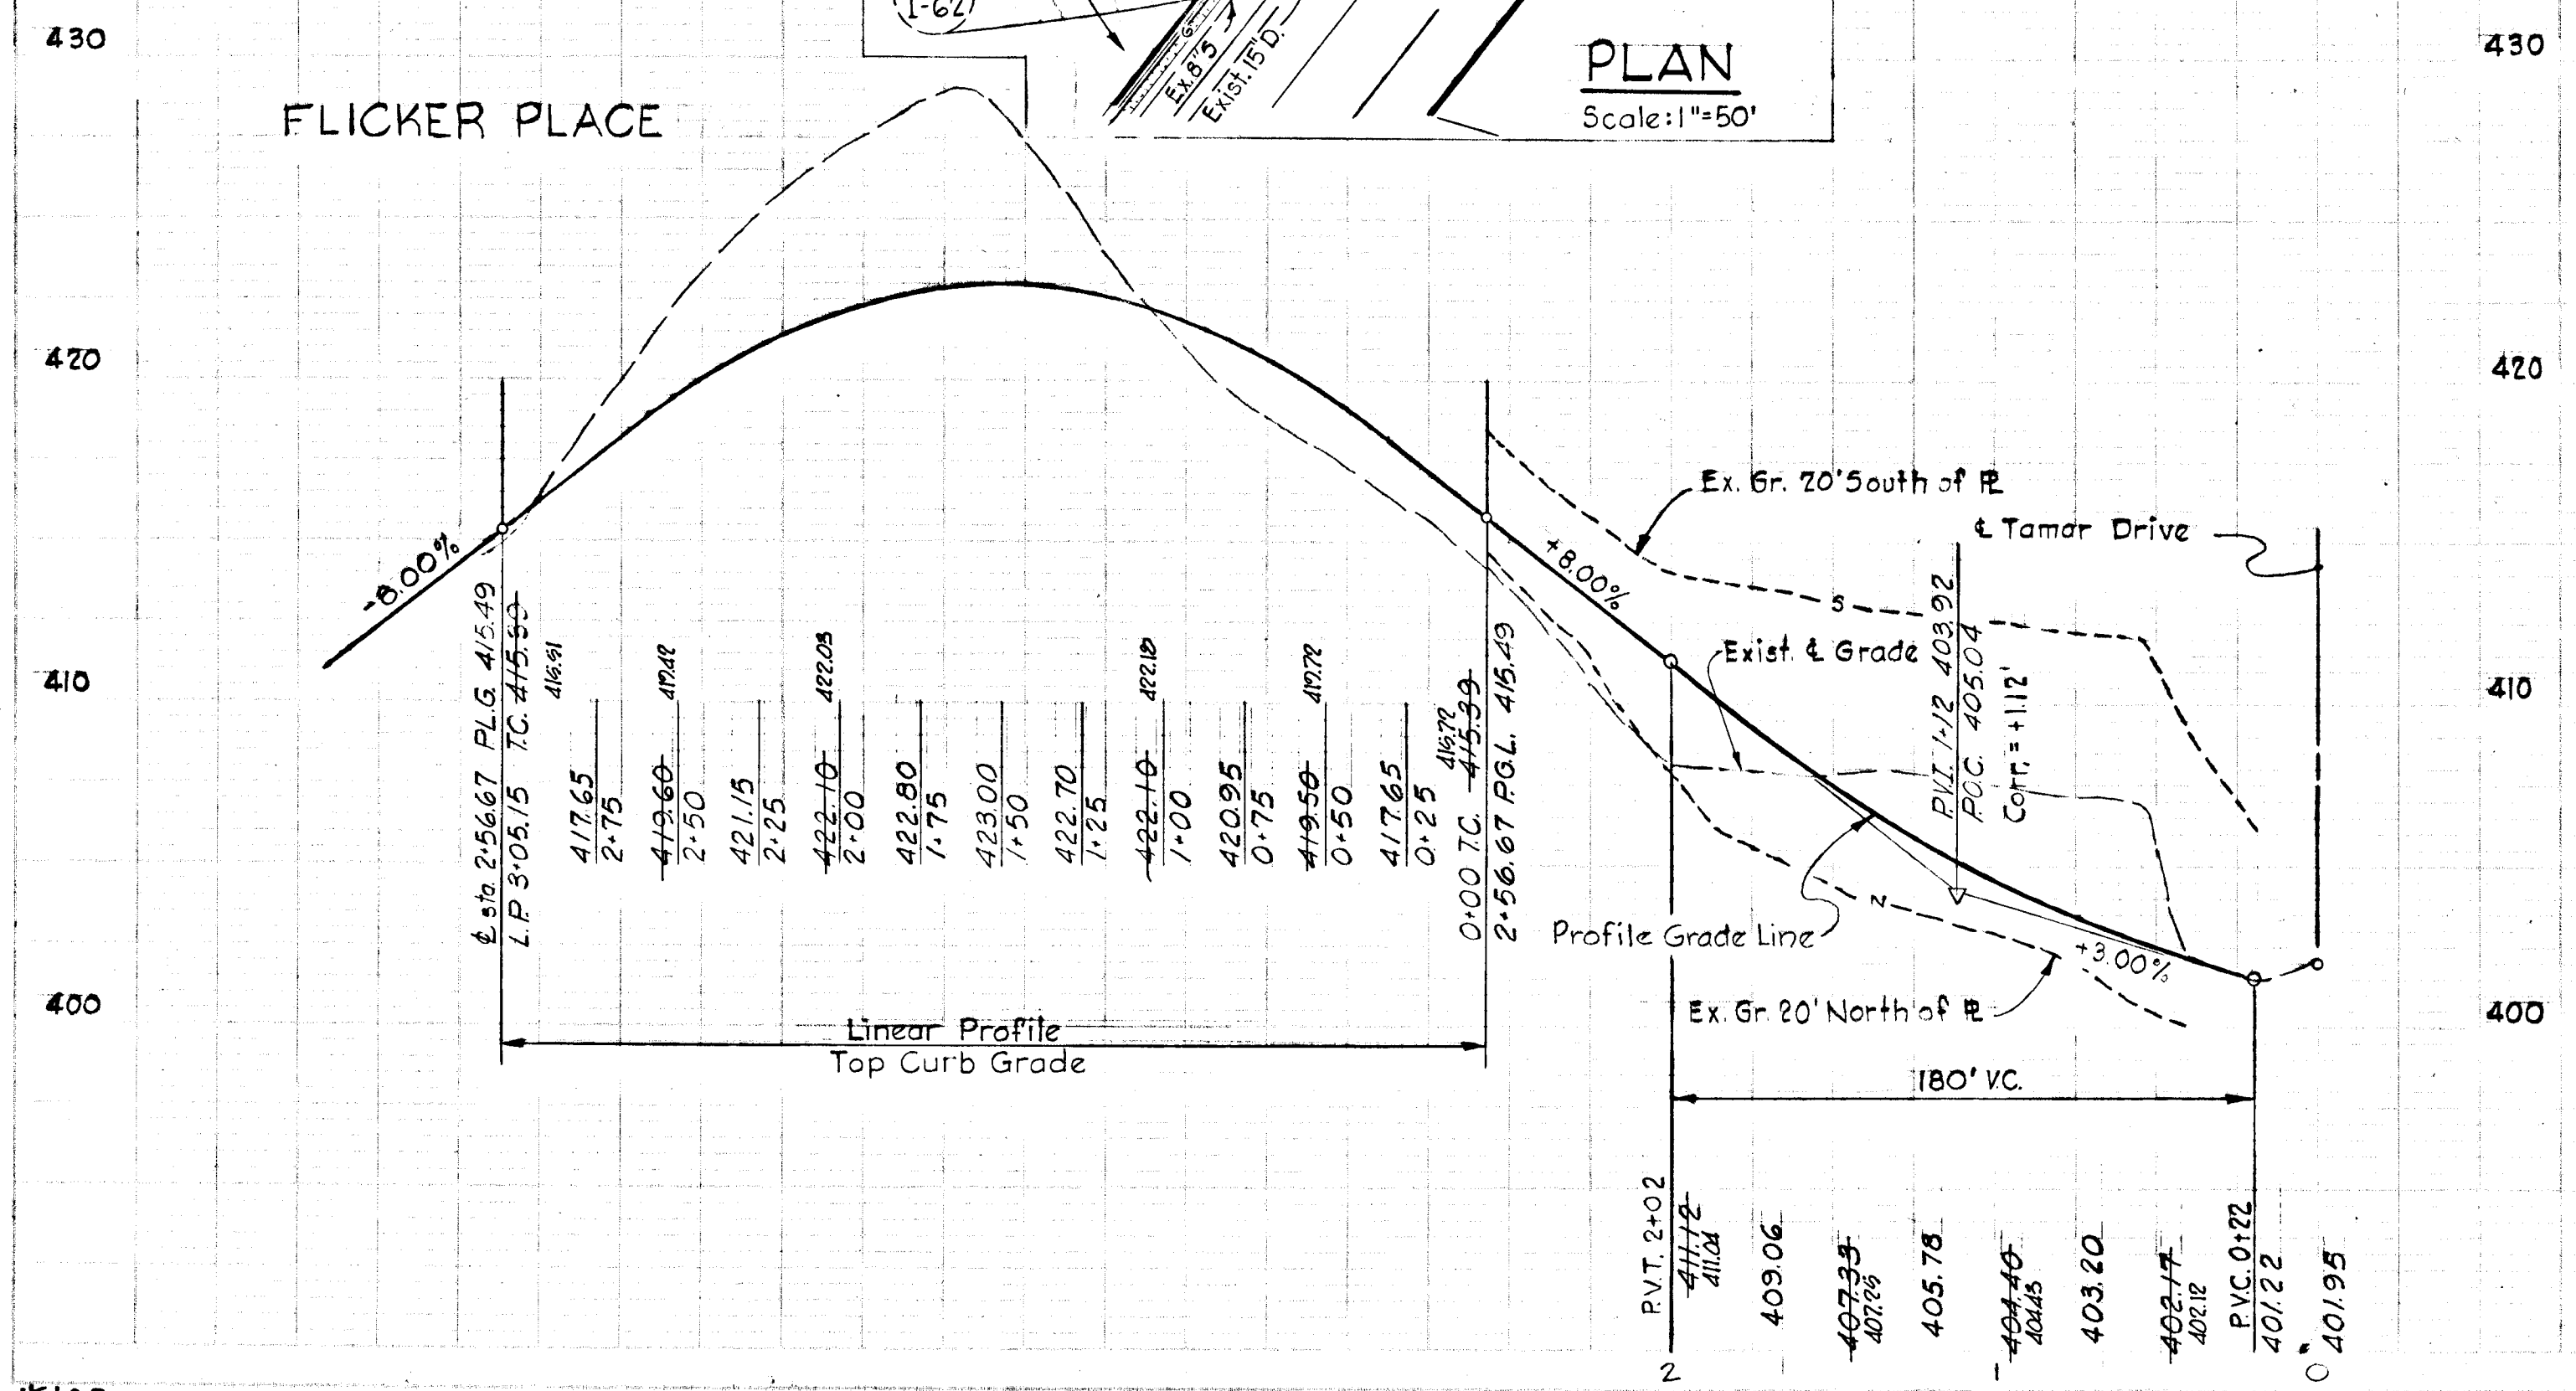 430
430
1-62
Ex. 8"S
Exist. 15"D.
PLAN
Scale: 1"=50'
FLICKER PLACE
420
420
Ex. Gr. 20' South of PL
℄ Tamar Drive
-8.00%
+8.00%
S
Exist. ℄ Grade
P.V.I. 1+12 403.92
P.O.C. 405.04
Corr. = +1.12'
410
410
℄ sta. 2+56.67 P.L.G. 415.49
L.P. 3+05.15 T.C. 415.39
415.51
417.65
2+75
419.42
419.60
2+50
421.15
2+25
422.03
422.10
2+00
422.80
1+75
423.00
1+50
422.70
1+25
422.18
422.10
1+00
420.95
0+75
419.72
419.50
0+50
417.65
0+25
415.72
0+00 T.C. 415.39
2+56.67 P.G.L. 415.49
N
Profile Grade Line
+3.00%
Ex. Gr. 20' North of PL
400
400
Linear Profile
Top Curb Grade
180' V.C.
P.V.T. 2+02
411.12
411.04
409.06
407.33
407.25
405.78
404.40
404.43
403.20
402.17
402.12
P.V.C. 0+22
401.22
401.95
2
1
0